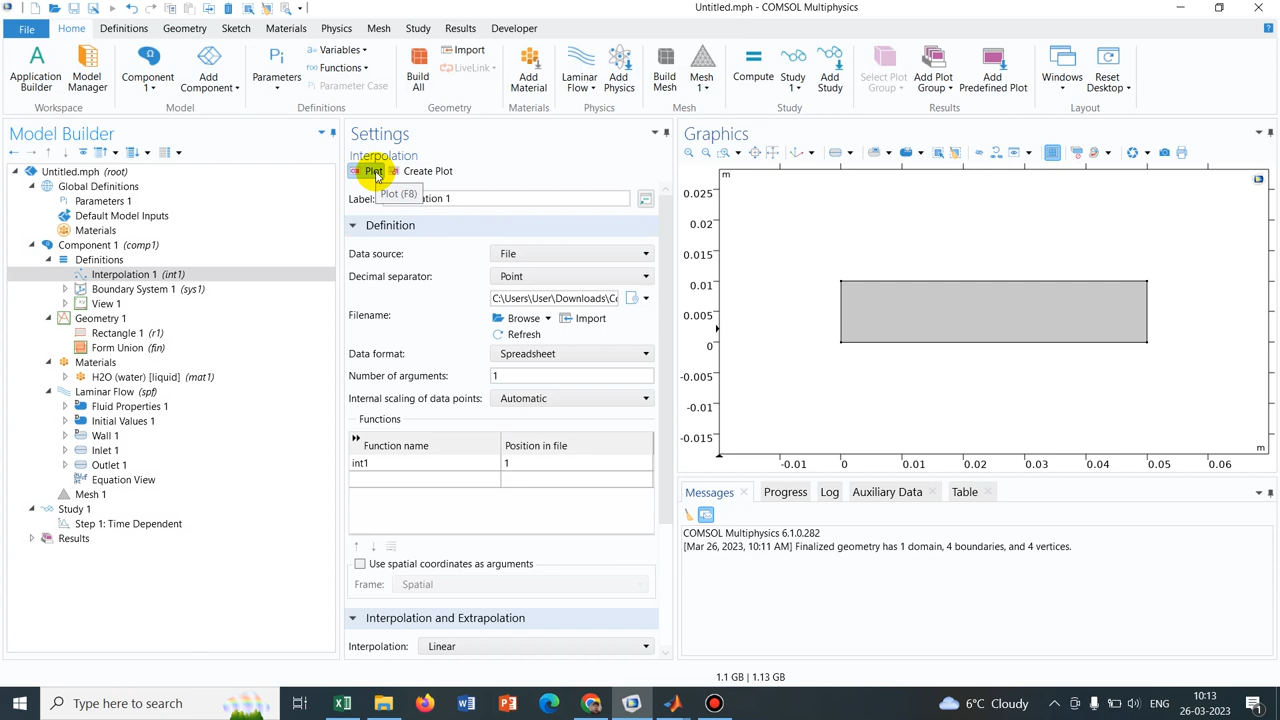 Untitled.mph - COMSOL Multiphysics
File Home Definitions Geometry Sketch Materials Physics Mesh Study Results Developer
Application Builder
Model Manager
Workspace
Component 1
Add Component
Model
Parameters
Variables
Functions
Parameter Case
Definitions
Build All
Import
LiveLink
Geometry
Add Material
Materials
Laminar Flow
Add Physics
Physics
Build Mesh
Mesh 1
Mesh
Compute
Study 1
Add Study
Study
Select Plot Group
Add Plot Group
Add Predefined Plot
Results
Windows
Reset Desktop
Layout
Model Builder
Untitled.mph (root)
Global Definitions
Parameters 1
Default Model Inputs
Materials
Component 1 (comp1)
Definitions
Interpolation 1 (int1)
Boundary System 1 (sys1)
View 1
Geometry 1
Rectangle 1 (r1)
Form Union (fin)
Materials
H2O (water) [liquid] (mat1)
Laminar Flow (spf)
Fluid Properties 1
Initial Values 1
Wall 1
Inlet 1
Outlet 1
Equation View
Mesh 1
Study 1
Step 1: Time Dependent
Results
Settings
Interpolation
Plot Create Plot
Plot (F8)
Label: ation 1
Definition
Data source: File
Decimal separator: Point
C:\Users\User\Downloads\Co
Filename:
Browse Import
Refresh
Data format: Spreadsheet
Number of arguments: 1
Internal scaling of data points: Automatic
Functions
Function name Position in file
int1 1
Use spatial coordinates as arguments
Frame: Spatial
Interpolation and Extrapolation
Interpolation: Linear
Graphics
m
0.025
0.02
0.015
0.01
0.005
0
-0.005
-0.01
-0.015
-0.01 0 0.01 0.02 0.03 0.04 0.05 0.06
m
Messages Progress Log Auxiliary Data Table
COMSOL Multiphysics 6.1.0.282
[Mar 26, 2023, 10:11 AM] Finalized geometry has 1 domain, 4 boundaries, and 4 vertices.
1.1 GB | 1.13 GB
Type here to search
6°C Cloudy
ENG
10:13
26-03-2023